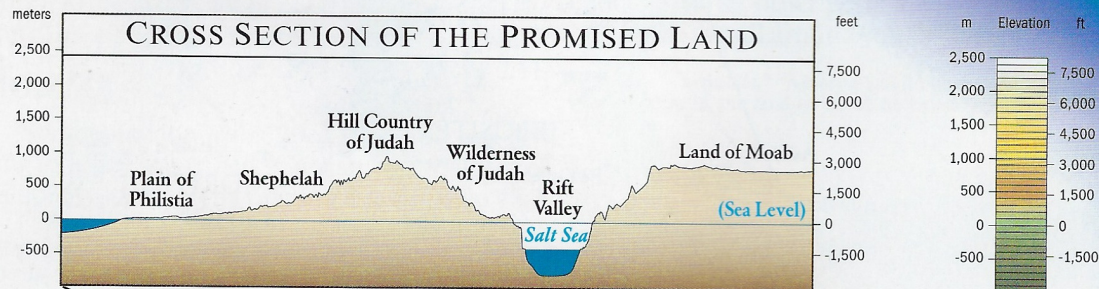 meters
feet
m Elevation ft
CROSS SECTION OF THE PROMISED LAND
2,500
2,000
1,500
1,000
500
0
-500
Hill Country
of Judah
Wilderness
of Judah
Land of Moab
Plain of
Philistia
Shephelah
Rift
Valley
(Sea Level)
Salt Sea
7,500
6,000
4,500
3,000
1,500
0
-1,500
2,500
2,000
1,500
1,000
500
0
-500
7,500
6,000
4,500
3,000
1,500
0
-1,500